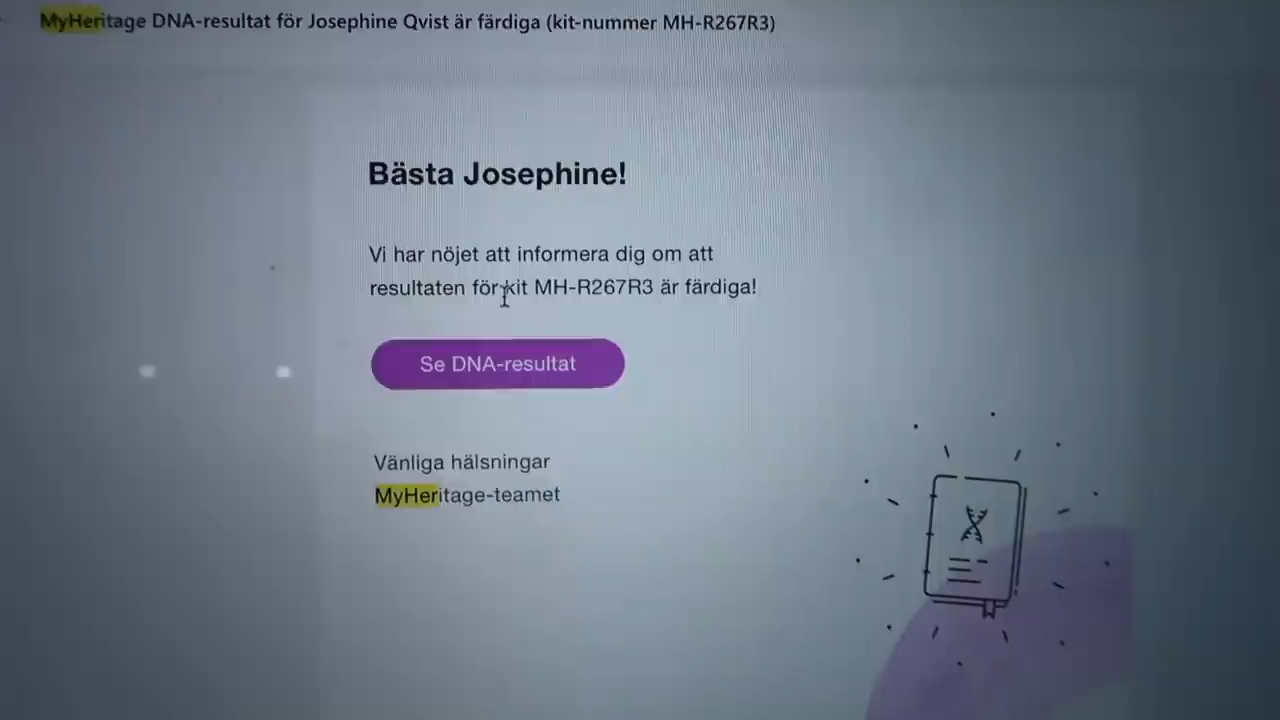 MyHeritage DNA-resultat för Josephine Qvist är färdiga (kit-nummer MH-R267R3)
Bästa Josephine!
Vi har nöjet att informera dig om att
resultaten för kit MH-R267R3 är färdiga!
Se DNA-resultat
Vänliga hälsningar
MyHeritage-teamet